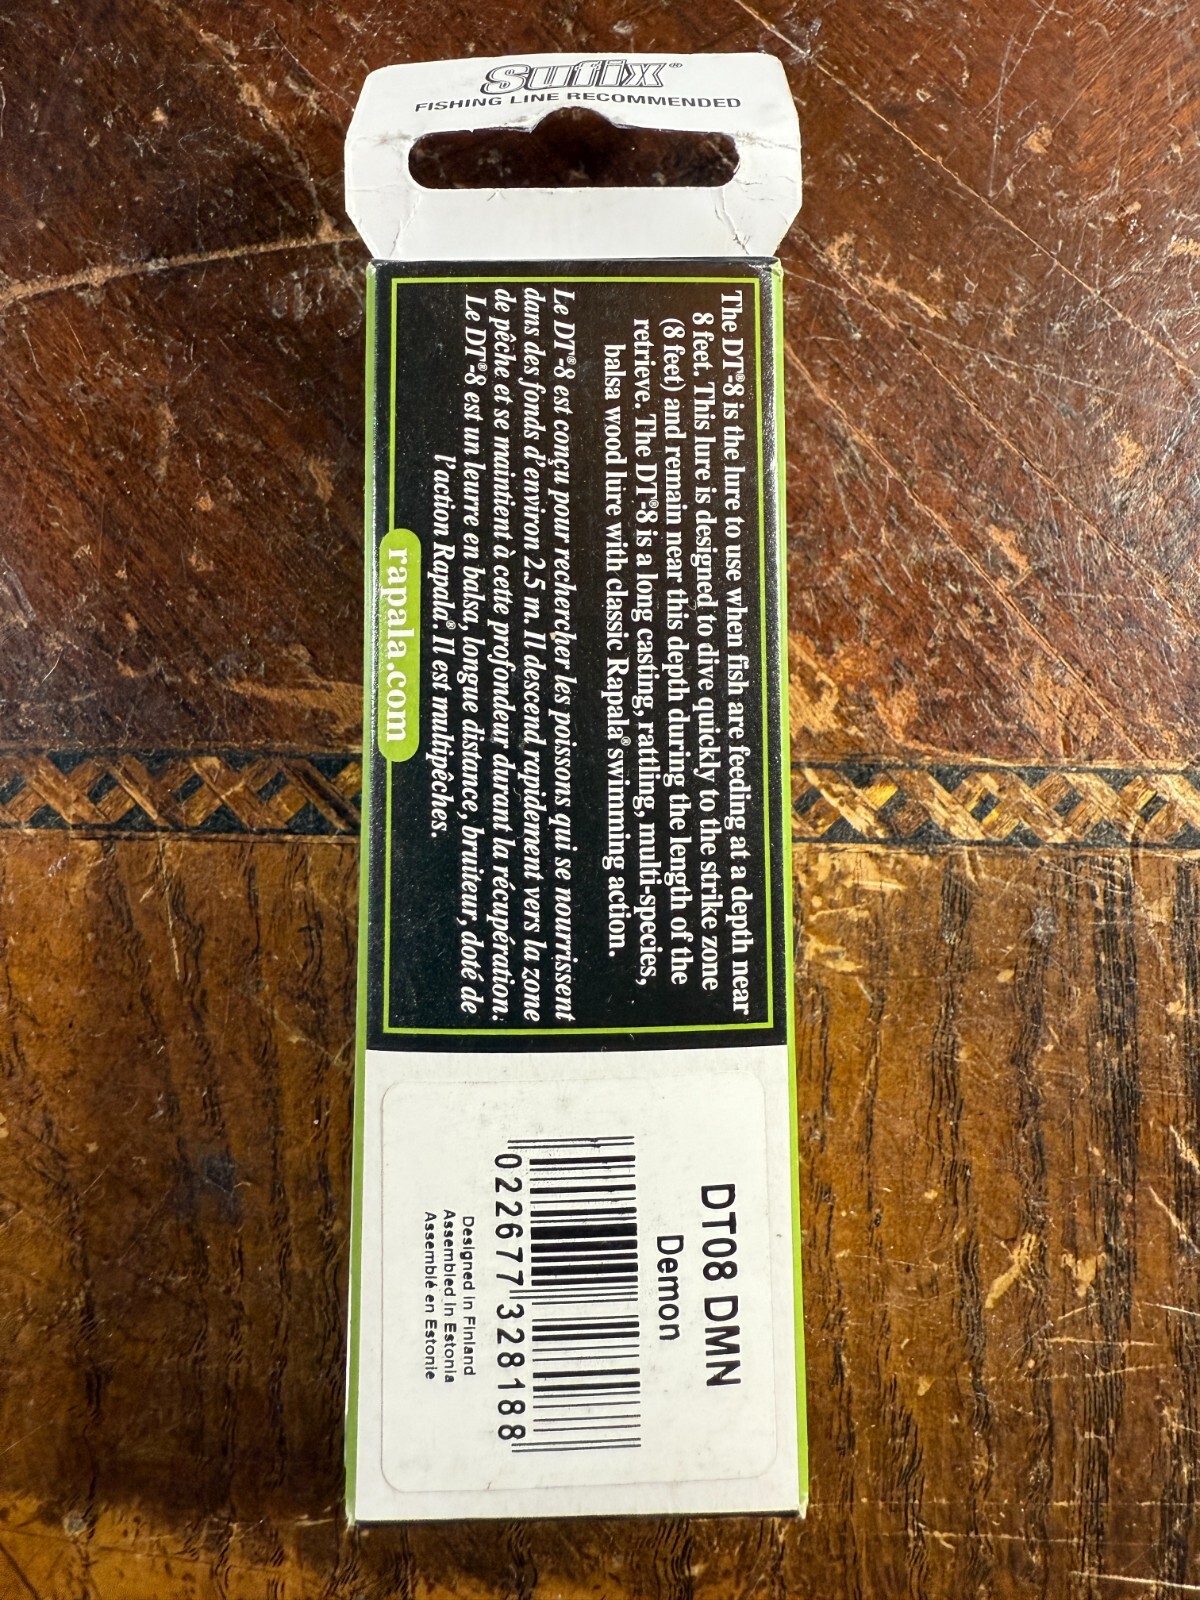 Sufix®
FISHING LINE RECOMMENDED
The DT®-8 is the lure to use when fish are feeding at a depth near
8 feet. This lure is designed to dive quickly to the strike zone
(8 feet) and remain near this depth during the length of the
retrieve. The DT®-8 is a long casting, rattling, multi-species,
balsa wood lure with classic Rapala® swimming action.
Le DT®-8 est conçu pour rechercher les poissons qui se nourrissent
dans des fonds d'environ 2.5 m. Il descend rapidement vers la zone
de pêche et se maintient à cette profondeur durant la récupération.
Le DT®-8 est un leurre en balsa, longue distance, bruiteur, doté de
l'action Rapala®. Il est multipêches.
rapala.com
DT08 DMN
Demon
0 22677 32818 8
Designed in Finland
Assembled in Estonia
Assemblé en Estonie